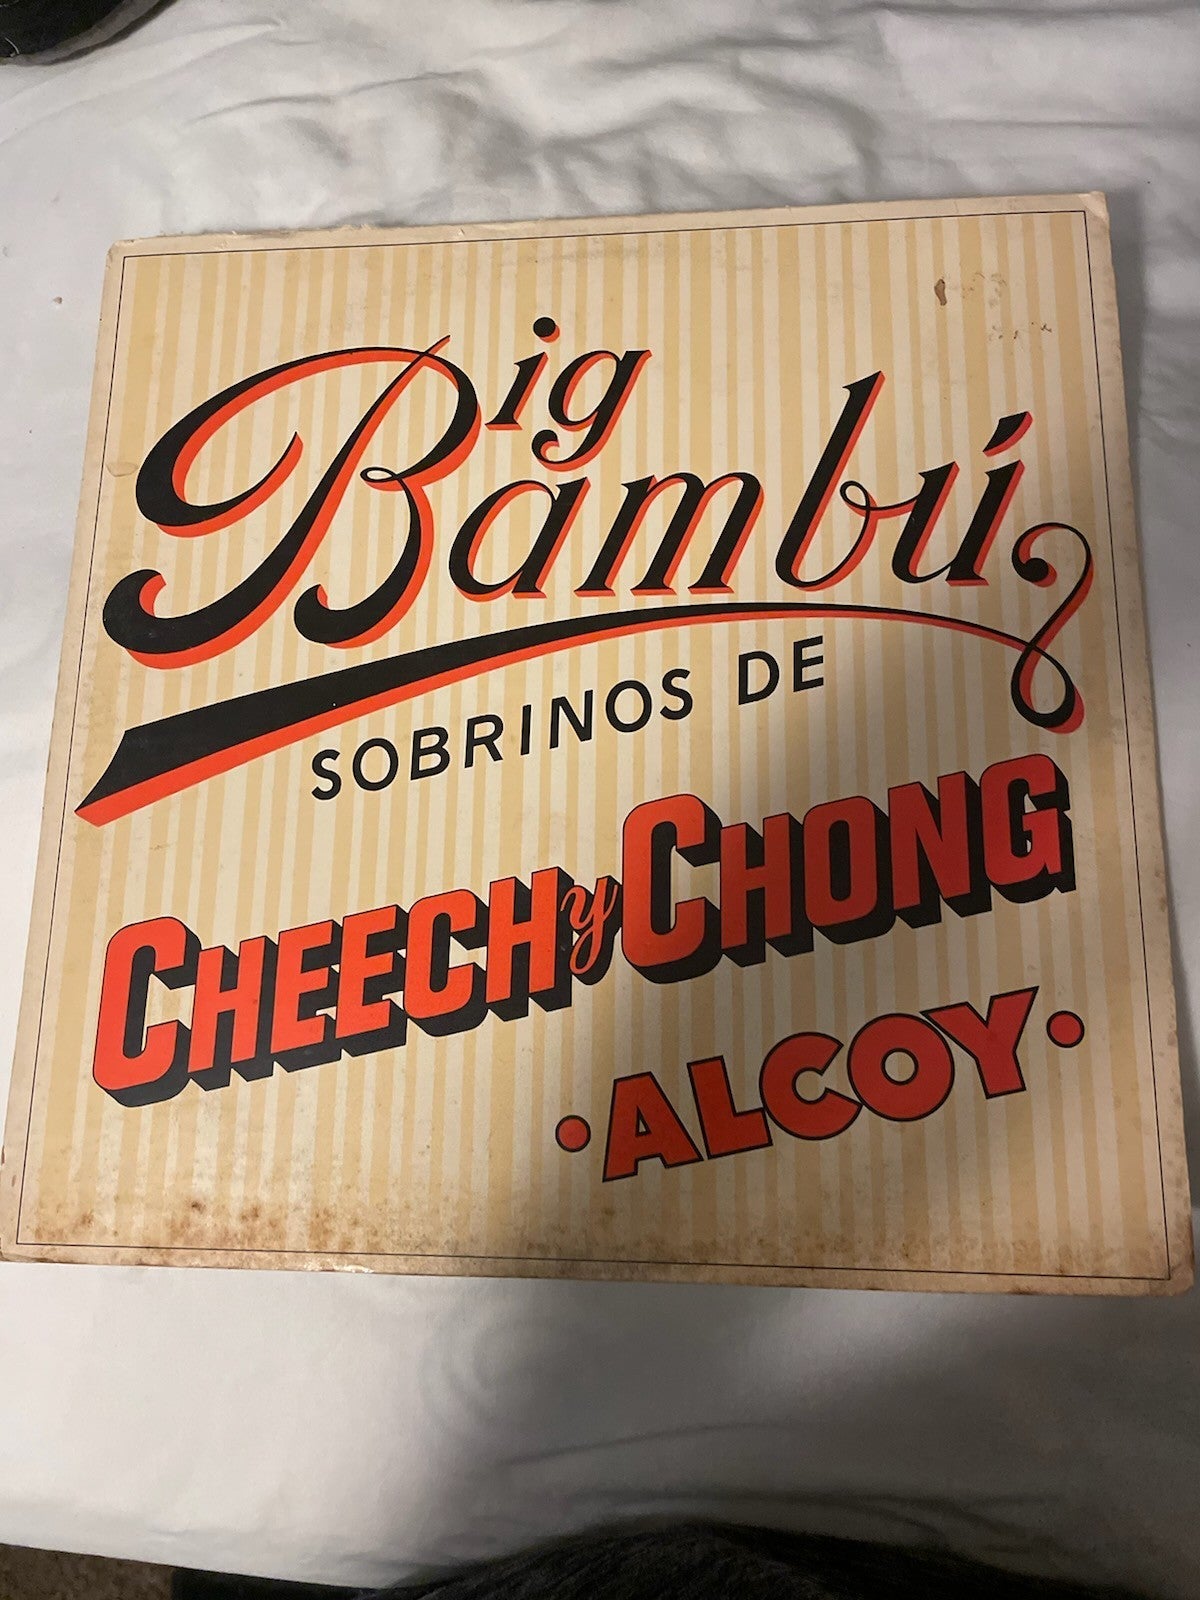 Big
Bambú
SOBRINOS DE
CHEECH y CHONG
•ALCOY•